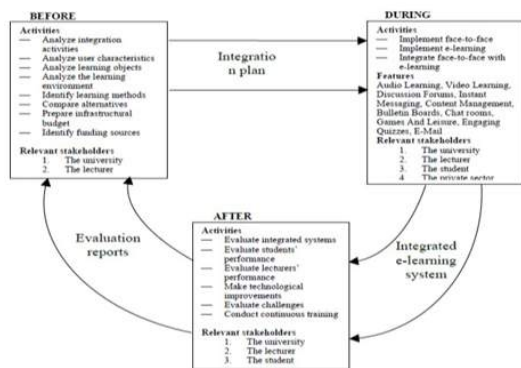 BEFORE
Activities
— Analyze integration
activities
— Analyze user characteristics
— Analyze learning objects
— Analyze the learning
environment
— Identify learning methods
— Compare alternatives
— Prepare infrastructural
budget
— Identify funding sources
Relevant stakeholders
1. The university
2. The lecturer
Integratio
n plan
DURING
Activities
— Implement face-to-face
— Implement e-learning
— Integrate face-to-face with
e-learning
Features
Audio Learning, Video Learning,
Discussion Forums, Instant
Messaging, Content Management,
Bulletin Boards, Chat rooms,
Games And Leisure, Engaging
Quizzes, E-Mail
Relevant stakeholders
1. The university
2. The lecturer
3. The student
4 The private sector
Evaluation
reports
AFTER
Activities
— Evaluate integrated systems
— Evaluate students'
performance
— Evaluate lecturers'
performance
— Make technological
improvements
— Evaluate challenges
— Conduct continuous training
Relevant stakeholders
1. The university
2. The lecturer
3. The student
Integrated
e-learning
system